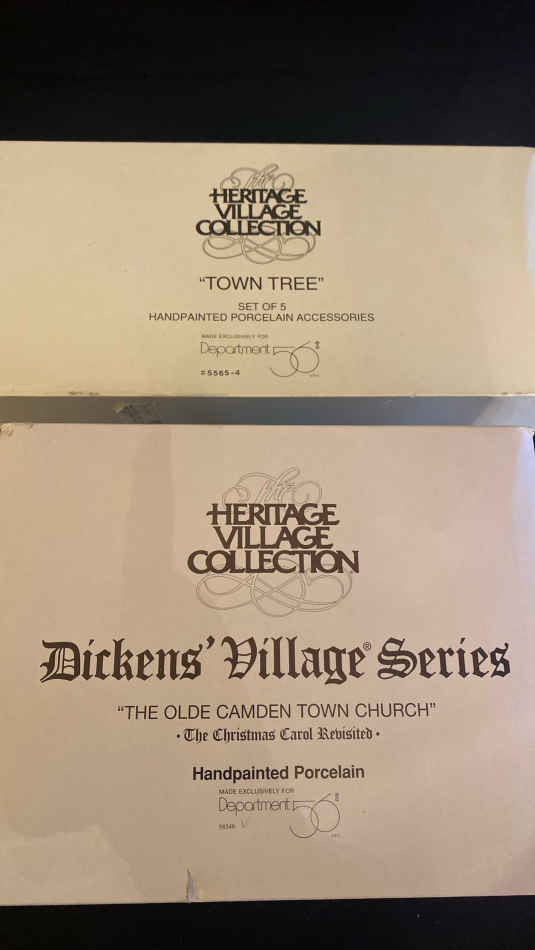 The
HERITAGE
VILLAGE
COLLECTION
“TOWN TREE”
SET OF 5
HANDPAINTED PORCELAIN ACCESSORIES
MADE EXCLUSIVELY FOR
Department 56®
#5565-4
The
HERITAGE
VILLAGE
COLLECTION
Dickens’ Village® Series
“THE OLDE CAMDEN TOWN CHURCH”
• The Christmas Carol Revisited •
Handpainted Porcelain
MADE EXCLUSIVELY FOR
Department 56®
58346